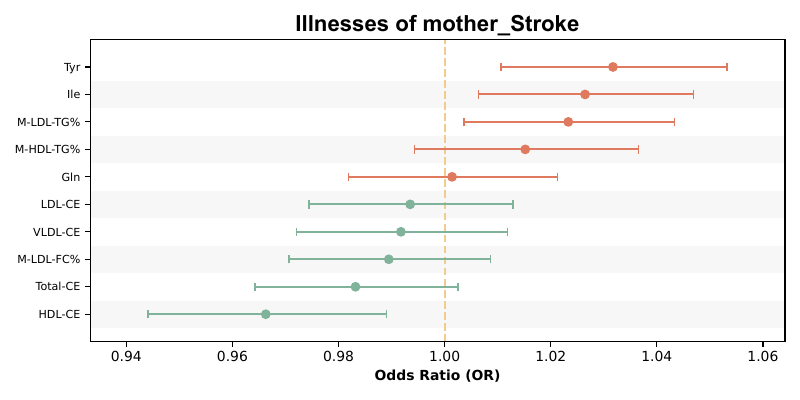 Illnesses of mother_Stroke
Tyr
Ile
M-LDL-TG%
M-HDL-TG%
Gln
LDL-CE
VLDL-CE
M-LDL-FC%
Total-CE
HDL-CE
0.94 0.96 0.98 1.00 1.02 1.04 1.06
Odds Ratio (OR)